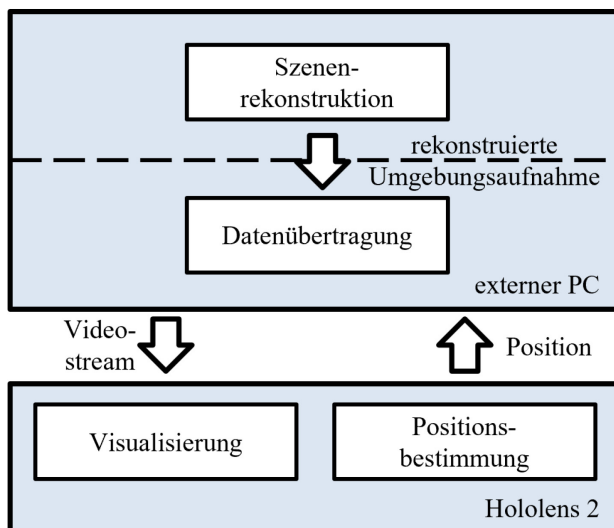 Szenen-
rekonstruktion
rekonstruierte
Umgebungsaufnahme
Datenübertragung
externer PC
Video-
stream
Position
Visualisierung
Positions-
bestimmung
Hololens 2